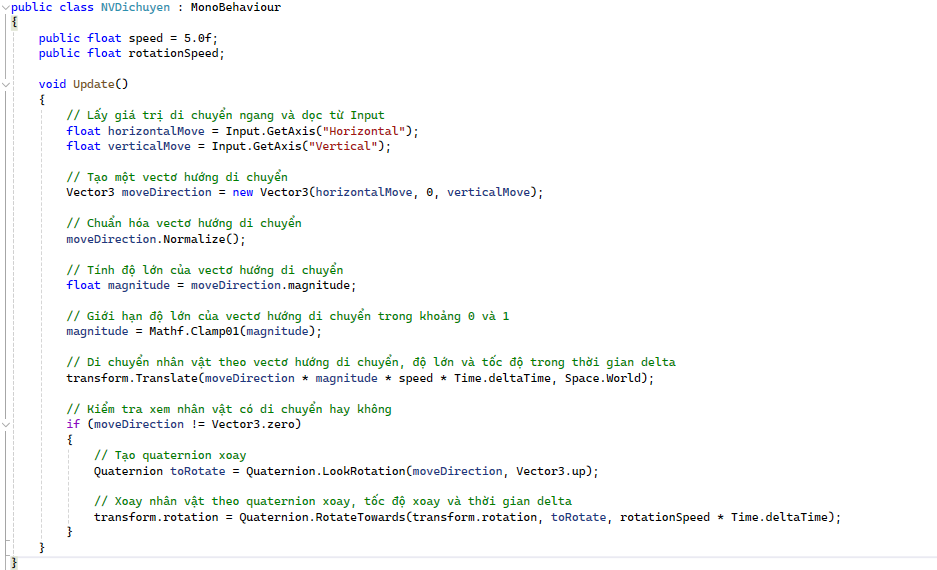 public class NVDichuyen : MonoBehaviour
{
    public float speed = 5.0f;
    public float rotationSpeed;

    void Update()
    {
        // Lấy giá trị di chuyển ngang và dọc từ Input
        float horizontalMove = Input.GetAxis("Horizontal");
        float verticalMove = Input.GetAxis("Vertical");

        // Tạo một vectơ hướng di chuyển
        Vector3 moveDirection = new Vector3(horizontalMove, 0, verticalMove);

        // Chuẩn hóa vectơ hướng di chuyển
        moveDirection.Normalize();

        // Tính độ lớn của vectơ hướng di chuyển
        float magnitude = moveDirection.magnitude;

        // Giới hạn độ lớn của vectơ hướng di chuyển trong khoảng 0 và 1
        magnitude = Mathf.Clamp01(magnitude);

        // Di chuyển nhân vật theo vectơ hướng di chuyển, độ lớn và tốc độ trong thời gian delta
        transform.Translate(moveDirection * magnitude * speed * Time.deltaTime, Space.World);

        // Kiểm tra xem nhân vật có di chuyển hay không
        if (moveDirection != Vector3.zero)
        {
            // Tạo quaternion xoay
            Quaternion toRotate = Quaternion.LookRotation(moveDirection, Vector3.up);

            // Xoay nhân vật theo quaternion xoay, tốc độ xoay và thời gian delta
            transform.rotation = Quaternion.RotateTowards(transform.rotation, toRotate, rotationSpeed * Time.deltaTime);
        }
    }
}